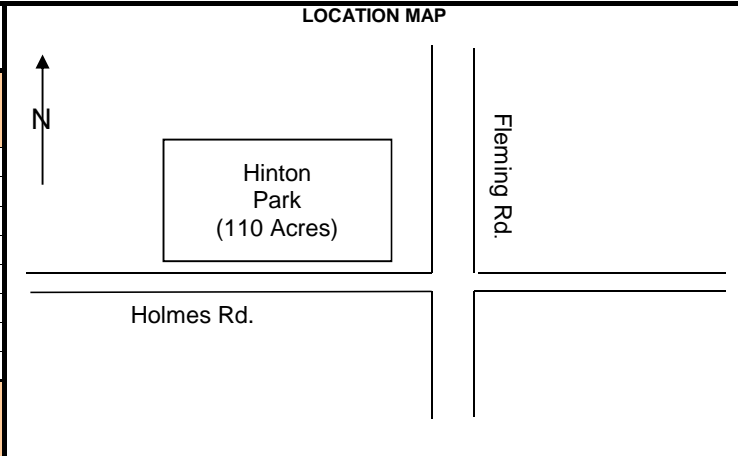 LOCATION MAP
N
Hinton
Park
(110 Acres)
Fleming Rd.
Holmes Rd.